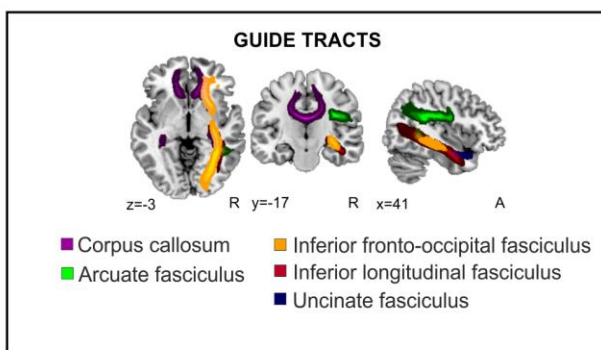 GUIDE TRACTS
z=-3 R y=-17 R x=41 A
Corpus callosum
Arcuate fasciculus
Inferior fronto-occipital fasciculus
Inferior longitudinal fasciculus
Uncinate fasciculus